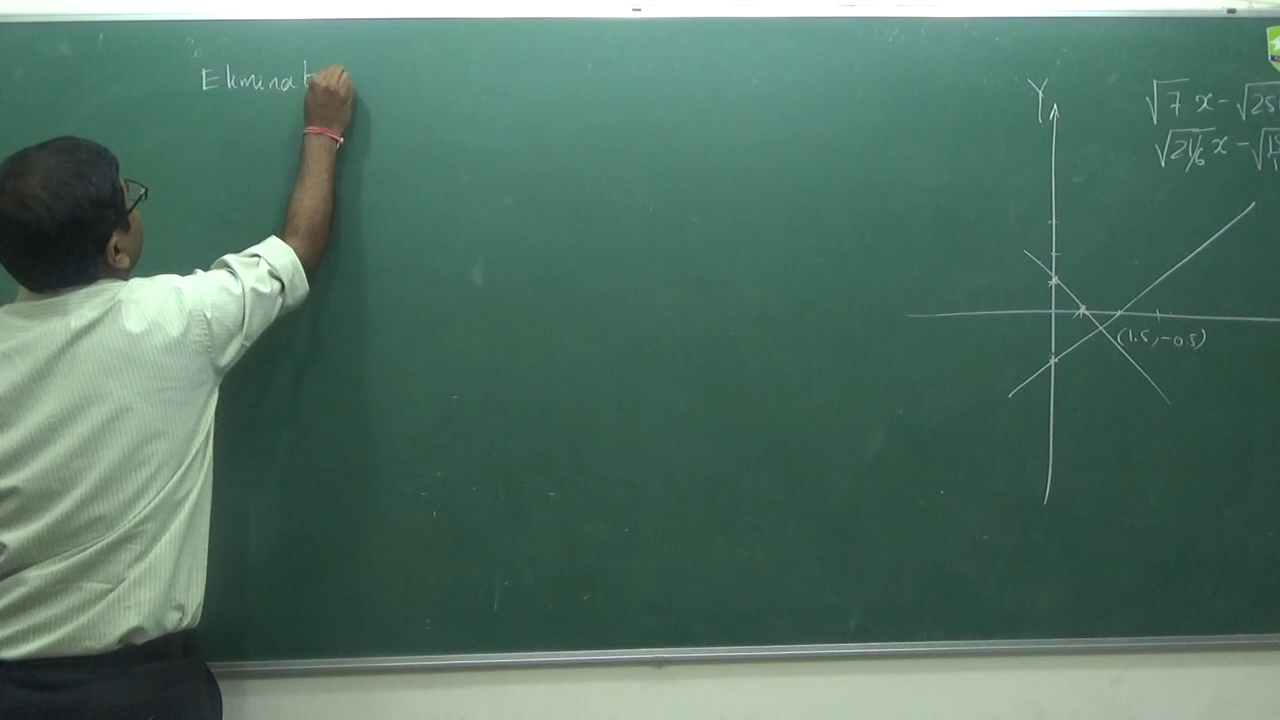 Eliminat
Y
√7 x - √25
√21/6 x -
(1.5, -0.5)